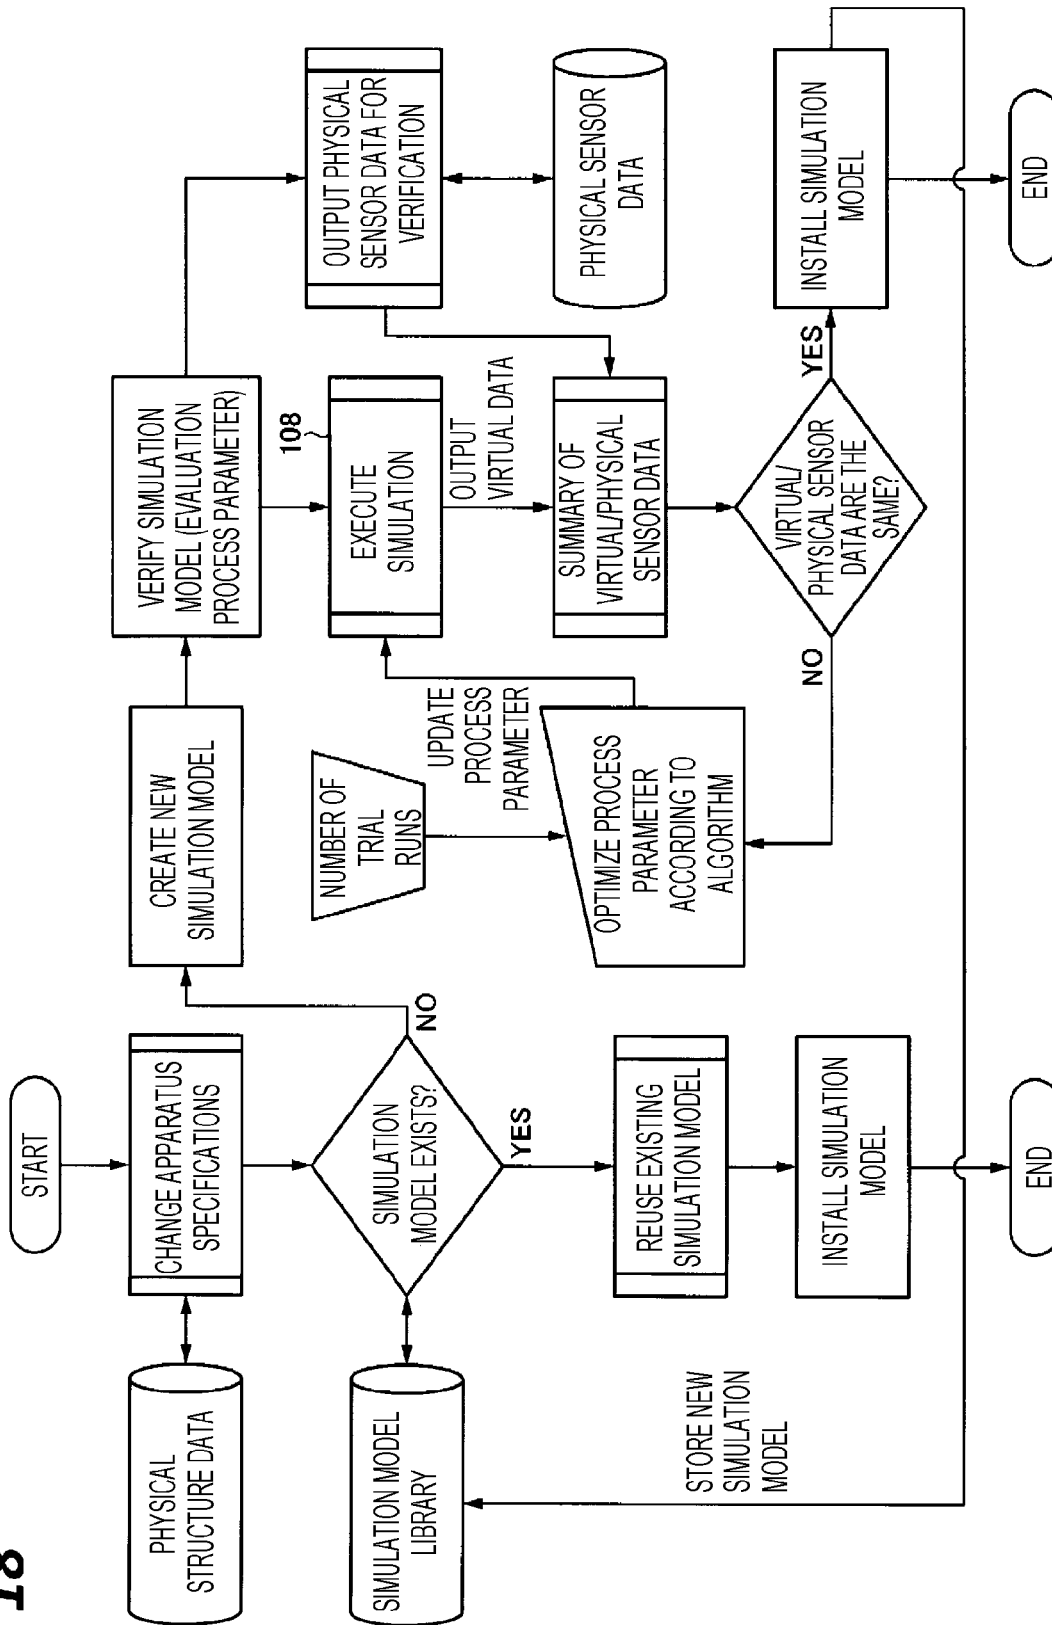 18
START
PHYSICAL
STRUCTURE DATA
CHANGE APPARATUS
SPECIFICATIONS
CREATE NEW
SIMULATION MODEL
VERIFY SIMULATION
MODEL (EVALUATION
PROCESS PARAMETER)
OUTPUT PHYSICAL
SENSOR DATA FOR
VERIFICATION
SIMULATION MODEL
LIBRARY
SIMULATION
MODEL EXISTS?
NO
YES
NUMBER OF
TRIAL
RUNS
UPDATE
PROCESS
PARAMETER
108
EXECUTE
SIMULATION
OUTPUT
VIRTUAL DATA
PHYSICAL SENSOR
DATA
REUSE EXISTING
SIMULATION MODEL
OPTIMIZE PROCESS
PARAMETER
ACCORDING TO
ALGORITHM
SUMMARY OF
VIRTUAL/PHYSICAL
SENSOR DATA
STORE NEW
SIMULATION
MODEL
INSTALL SIMULATION
MODEL
NO
VIRTUAL/
PHYSICAL SENSOR
DATA ARE THE
SAME?
YES
INSTALL SIMULATION
MODEL
END
END